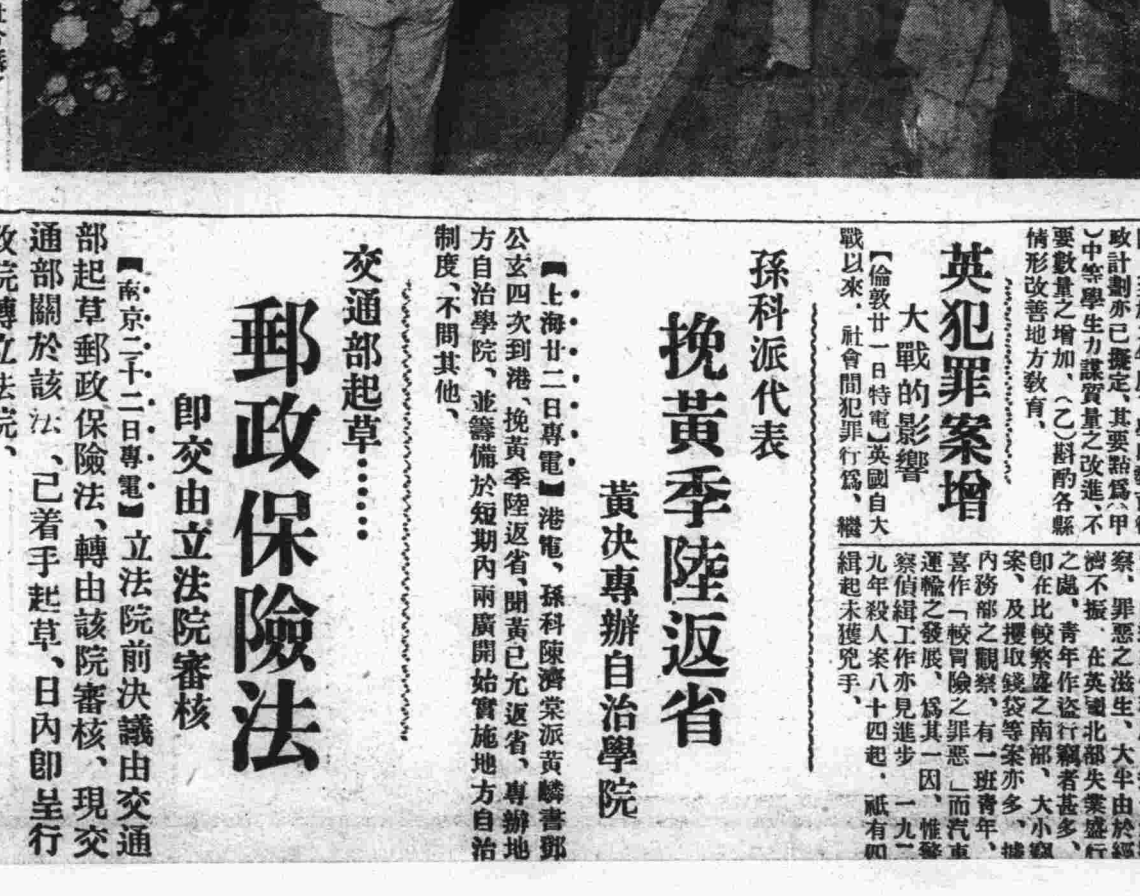 政計劃亦已擬定、其要點爲（甲
）中等學生力謀質量之改進、不
要數量之增加、（乙）斟酌各縣
情形改善地方教育、
英犯罪案增
大戰的影響
【倫敦廿一日特電】英國自大
戰以來．社會間犯罪行爲、繼
察、罪惡之滋生、大半由於經
濟不振．在英國北部失業盛行
之處、青年作盜行竊者甚多、
卽在比較繁盛之南部、大小竊
案、及攫取錢袋等案亦多、據
內務部之觀察、有一班青年、
喜作「較冒險之罪惡」而汽車
運輸之發展、爲其一因、惟警
察偵緝工作亦見進步　一九二
九年殺人案八十四起．祗有四
緝起未獲兇手、
孫科派代表
挽黃季陸返省
黃決專辦自治學院
【上海廿二日專電】港電、孫科陳濟棠派黃麟書鄧
公玄四次到港、挽黃季陸返省、聞黃已允返省、專辦地
方自治學院、並籌備於短期內兩廣開始實施地方自治
制度、不問其他、
交通部起草……
郵政保險法
卽交由立法院審核
【南京二十二日專電】立法院前決議由交通
部起草郵政保險法、轉由該院審核、現交
通部關於該法、已着手起草、日內卽呈行
政院轉立法院、